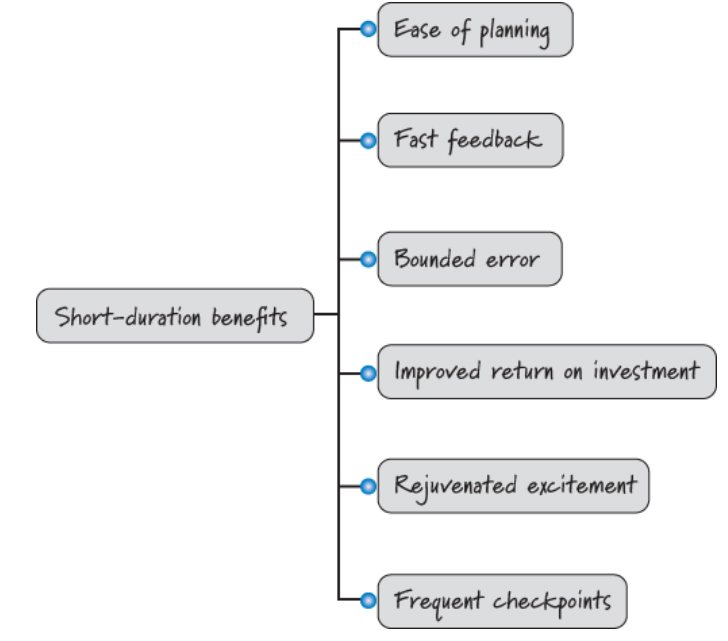 Ease of planning
Fast feedback
Bounded error
Short-duration benefits
Improved return on investment
Rejuvenated excitement
Frequent checkpoints